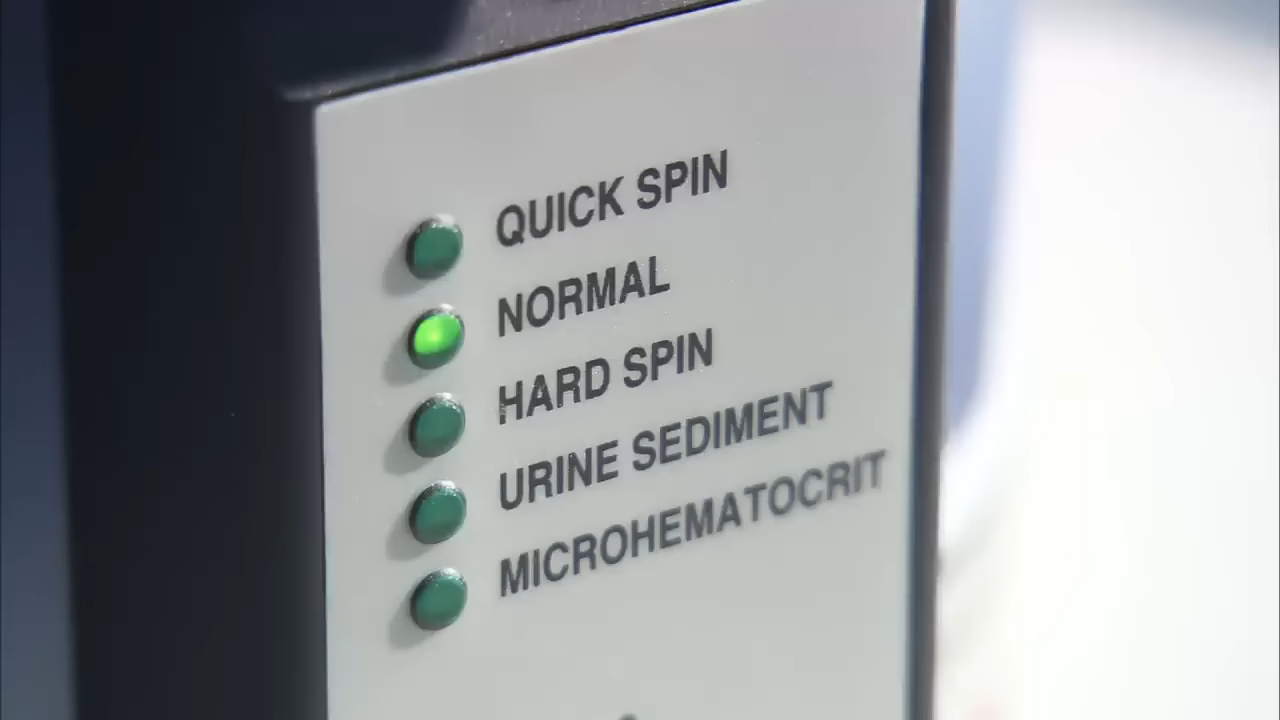 QUICK SPIN
NORMAL
HARD SPIN
URINE SEDIMENT
MICROHEMATOCRIT